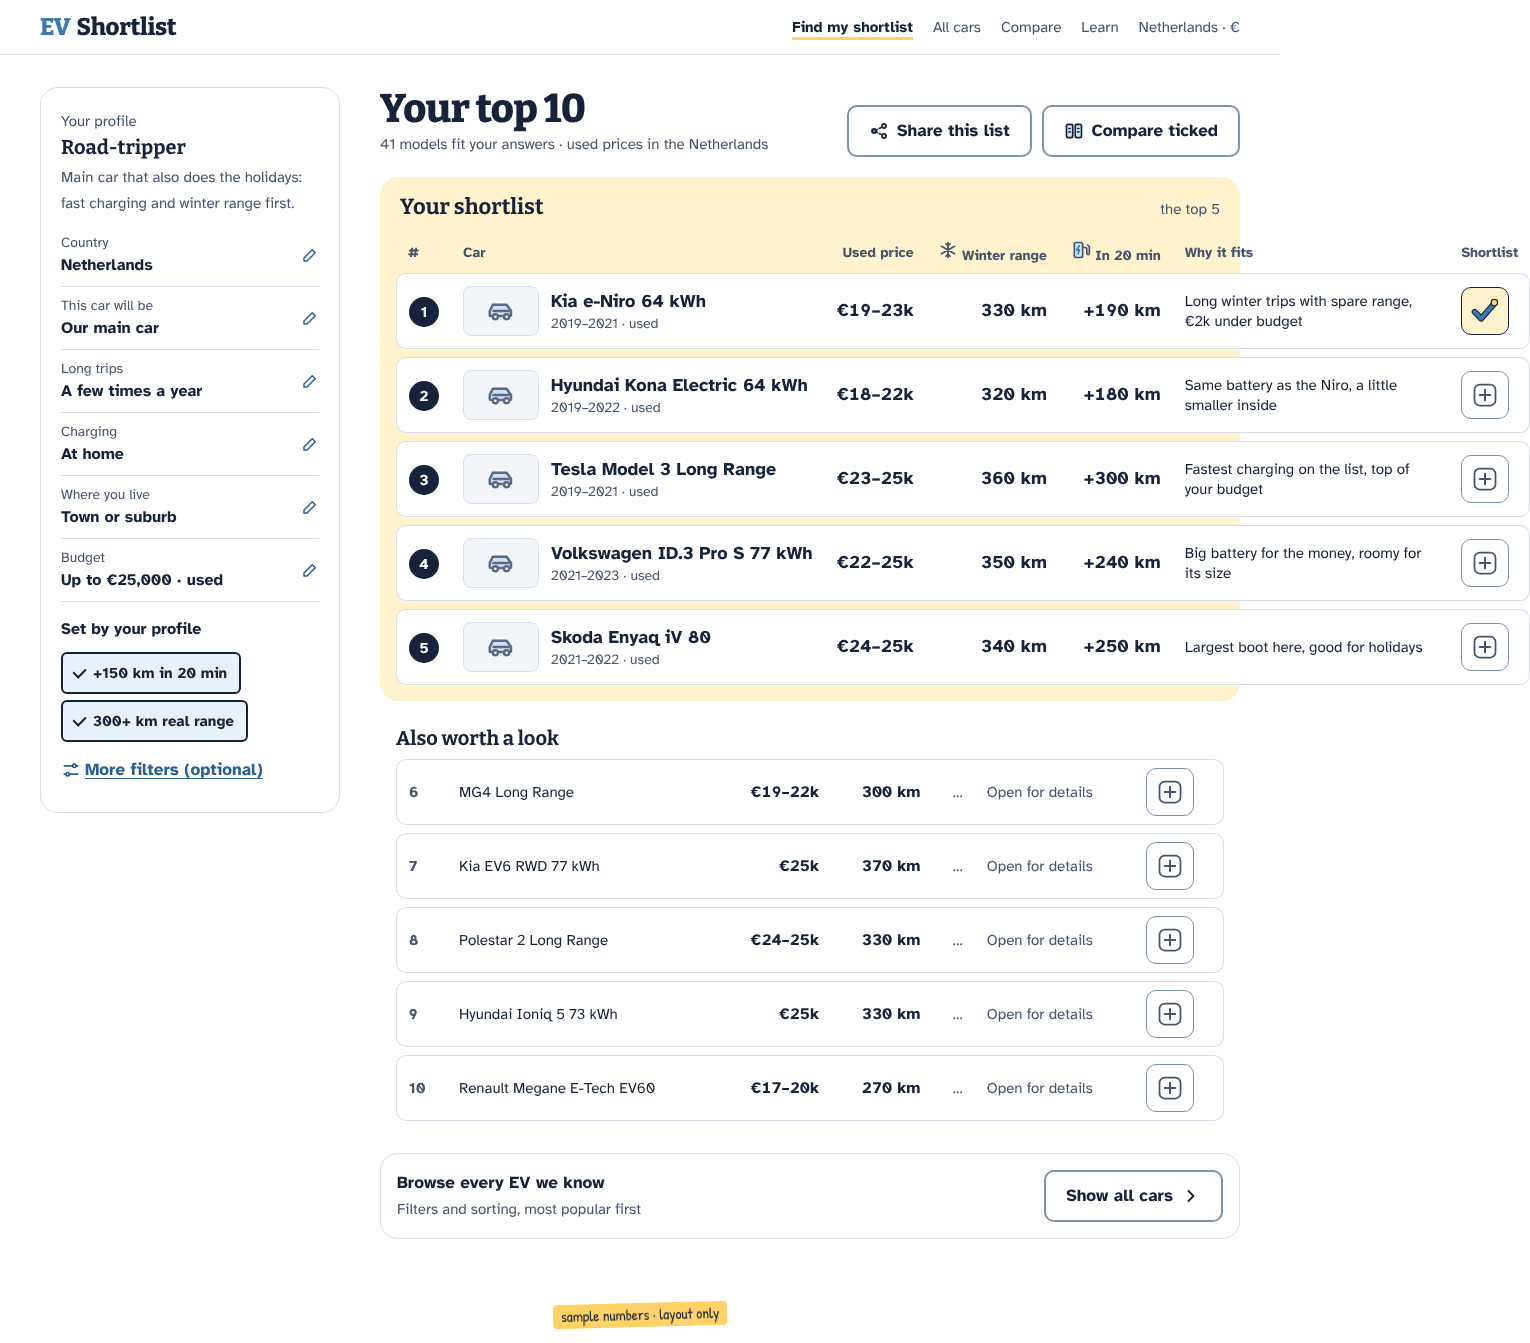 EV Shortlist
Find my shortlist All cars Compare Learn Netherlands · €
Your profile
Road-tripper
Main car that also does the holidays:
fast charging and winter range first.
Country
Netherlands
This car will be
Our main car
Long trips
A few times a year
Charging
At home
Where you live
Town or suburb
Budget
Up to €25,000 · used
Set by your profile
+150 km in 20 min
300+ km real range
More filters (optional)
Your top 10
41 models fit your answers · used prices in the Netherlands
Share this list
Compare ticked
Your shortlist
the top 5
# Car Used price Winter range In 20 min Why it fits Shortlist
1 Kia e-Niro 64 kWh €19–23k 330 km +190 km Long winter trips with spare range,
2019–2021 · used €2k under budget
2 Hyundai Kona Electric 64 kWh €18–22k 320 km +180 km Same battery as the Niro, a little
2019–2022 · used smaller inside
3 Tesla Model 3 Long Range €23–25k 360 km +300 km Fastest charging on the list, top of
2019–2021 · used your budget
4 Volkswagen ID.3 Pro S 77 kWh €22–25k 350 km +240 km Big battery for the money, roomy for
2021–2023 · used its size
5 Skoda Enyaq iV 80 €24–25k 340 km +250 km Largest boot here, good for holidays
2021–2022 · used
Also worth a look
6 MG4 Long Range €19–22k 300 km ... Open for details
7 Kia EV6 RWD 77 kWh €25k 370 km ... Open for details
8 Polestar 2 Long Range €24–25k 330 km ... Open for details
9 Hyundai Ioniq 5 73 kWh €25k 330 km ... Open for details
10 Renault Megane E-Tech EV60 €17–20k 270 km ... Open for details
Browse every EV we know
Filters and sorting, most popular first
Show all cars
sample numbers · layout only